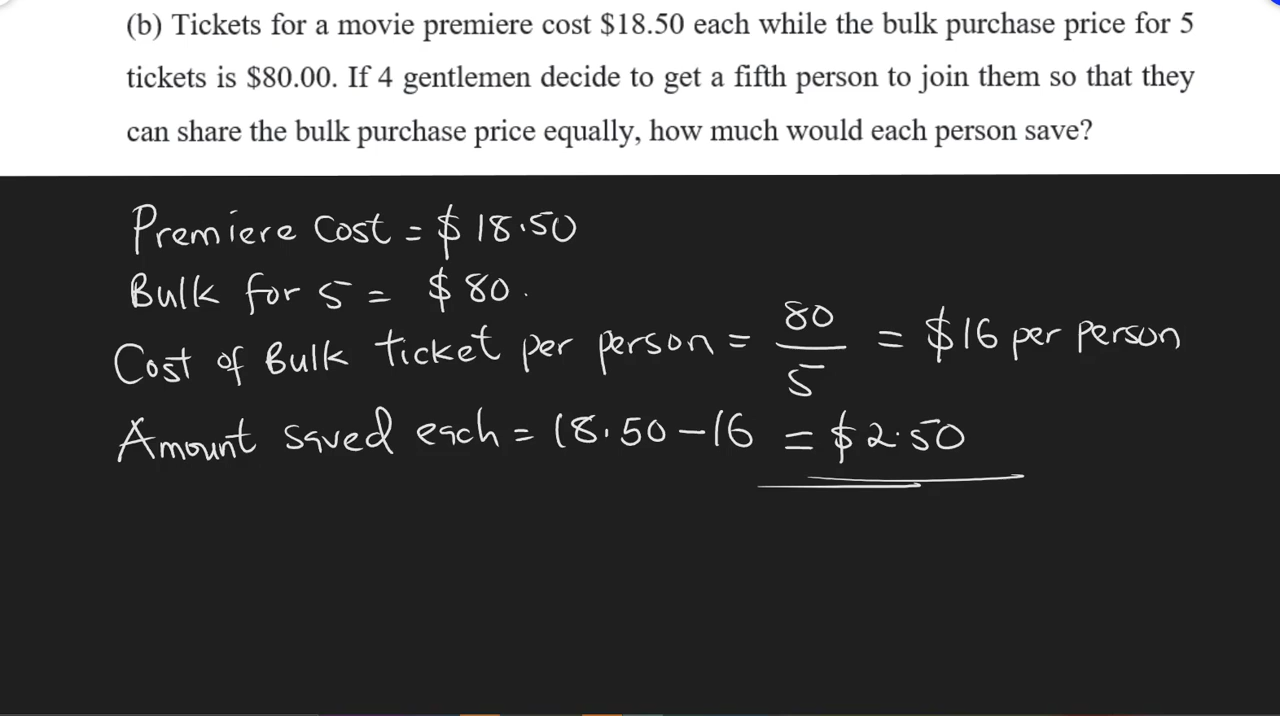 (b) Tickets for a movie premiere cost $18.50 each while the bulk purchase price for 5
tickets is $80.00. If 4 gentlemen decide to get a fifth person to join them so that they
can share the bulk purchase price equally, how much would each person save?
Premiere Cost = $ 18.50
Bulk for 5 = $ 80.
Cost of Bulk ticket per person = 80/5 = $16 per person
Amount saved each = 18.50 - 16 = $2.50